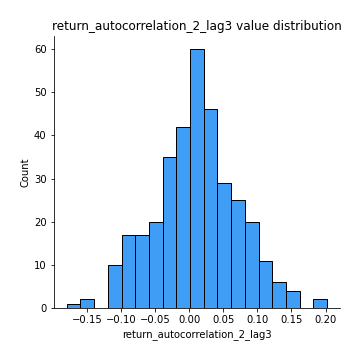 return_autocorrelation_2_lag3 value distribution
60
50
40
30
20
10
0
Count
−0.15 −0.10 −0.05 0.00 0.05 0.10 0.15 0.20
return_autocorrelation_2_lag3